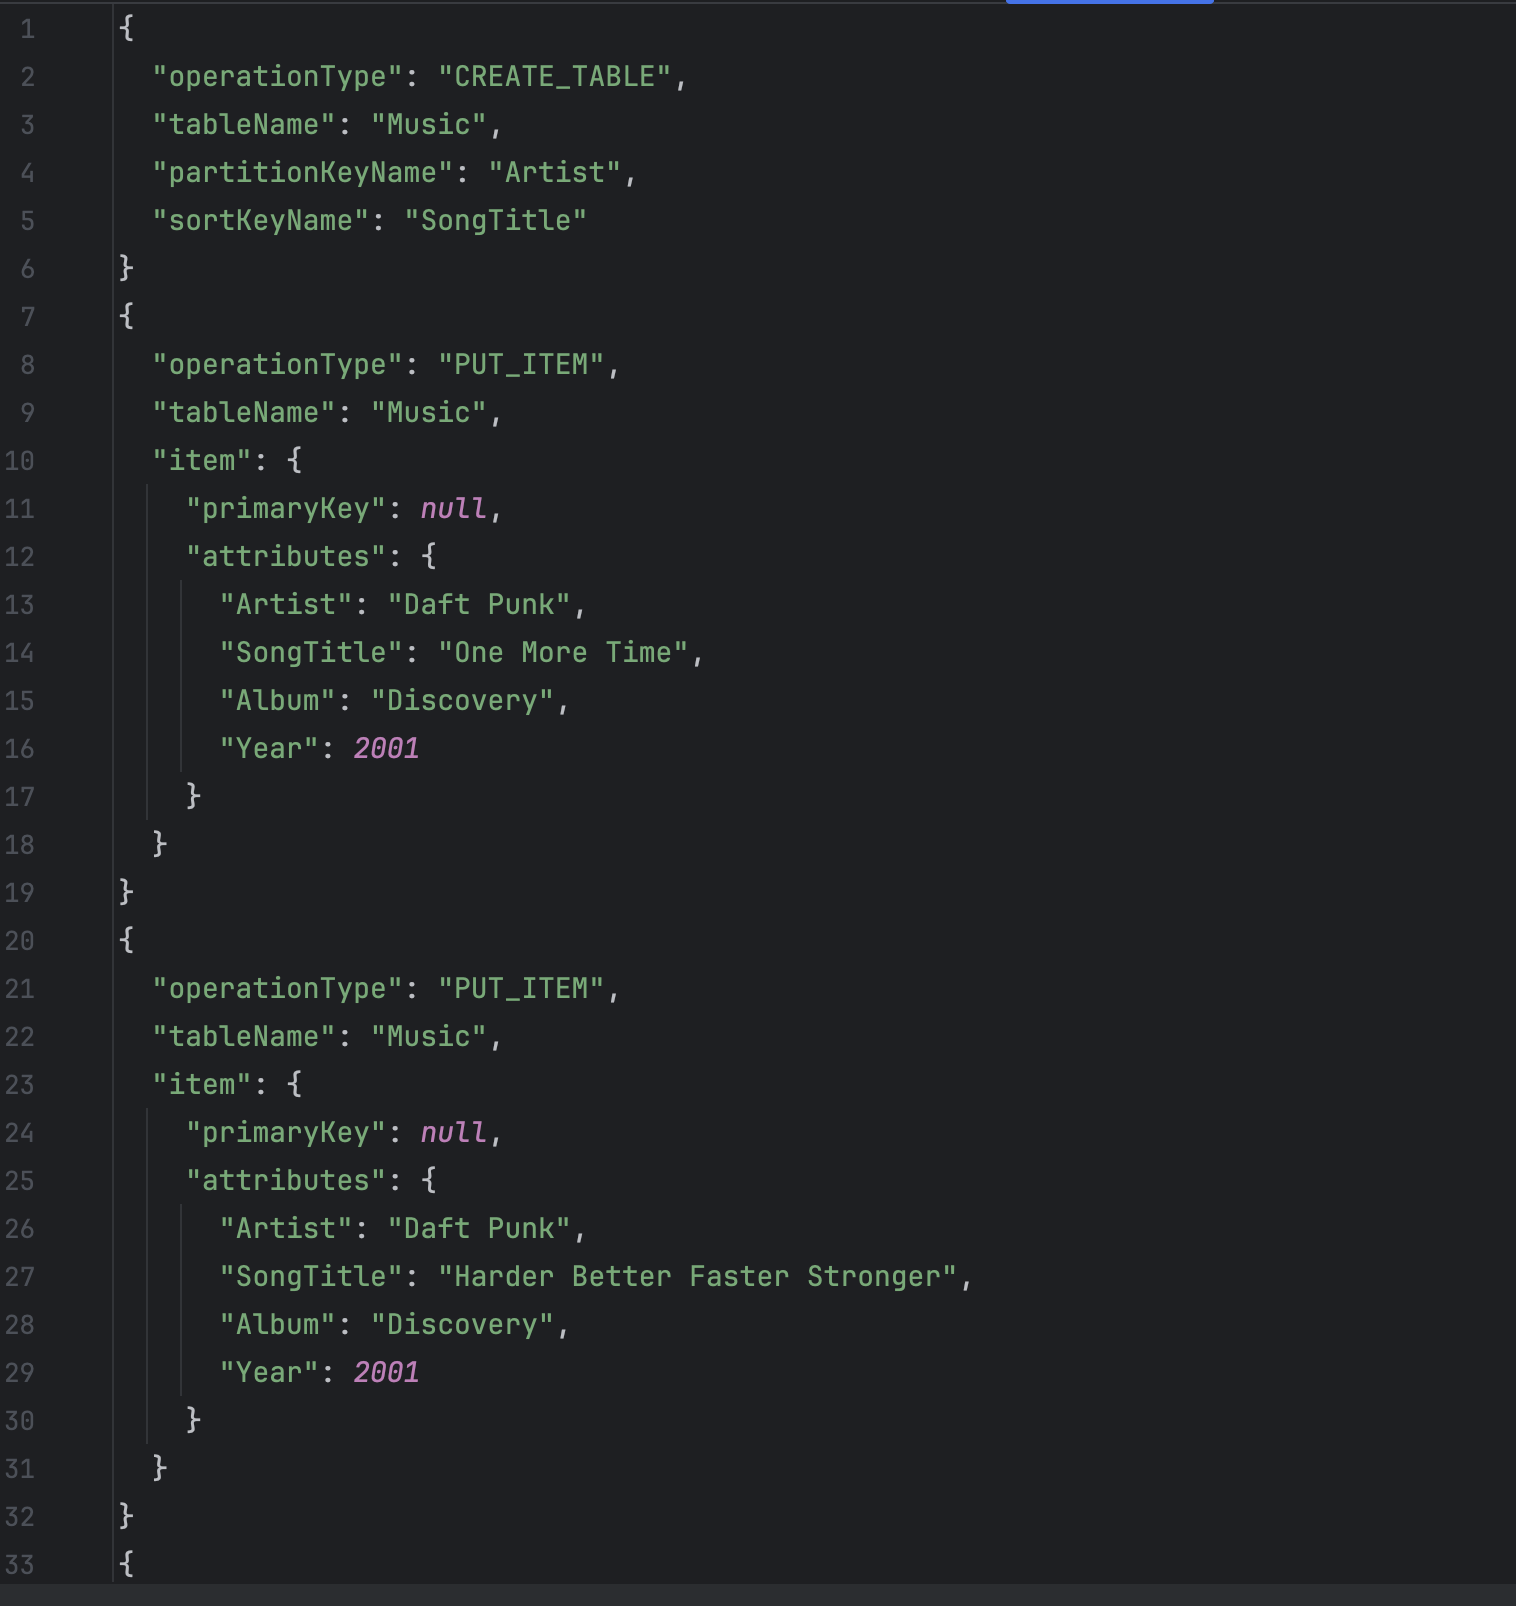 1 {
2   "operationType": "CREATE_TABLE",
3   "tableName": "Music",
4   "partitionKeyName": "Artist",
5   "sortKeyName": "SongTitle"
6 }
7 {
8   "operationType": "PUT_ITEM",
9   "tableName": "Music",
10   "item": {
11     "primaryKey": null,
12     "attributes": {
13       "Artist": "Daft Punk",
14       "SongTitle": "One More Time",
15       "Album": "Discovery",
16       "Year": 2001
17     }
18   }
19 }
20 {
21   "operationType": "PUT_ITEM",
22   "tableName": "Music",
23   "item": {
24     "primaryKey": null,
25     "attributes": {
26       "Artist": "Daft Punk",
27       "SongTitle": "Harder Better Faster Stronger",
28       "Album": "Discovery",
29       "Year": 2001
30     }
31   }
32 }
33 {